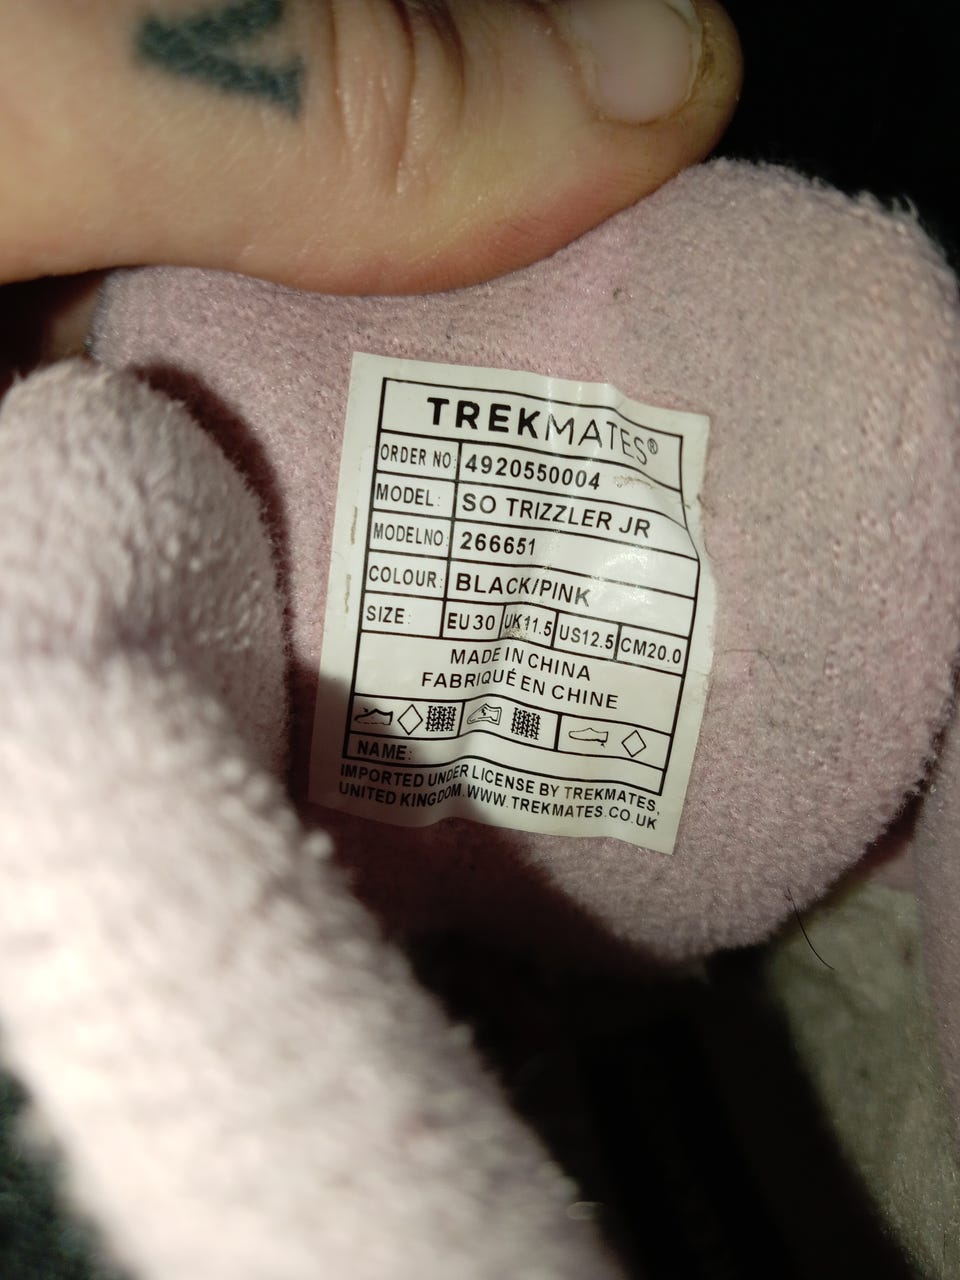 TREKMATES®
ORDER NO: 4920550004
MODEL: SO TRIZZLER JR
MODELNO: 266651
COLOUR: BLACK/PINK
SIZE: EU30 UK11.5 US12.5 CM20.0
MADE IN CHINA
FABRIQUÉ EN CHINE
NAME:
IMPORTED UNDER LICENSE BY TREKMATES,
UNITED KINGDOM.WWW.TREKMATES.CO.UK